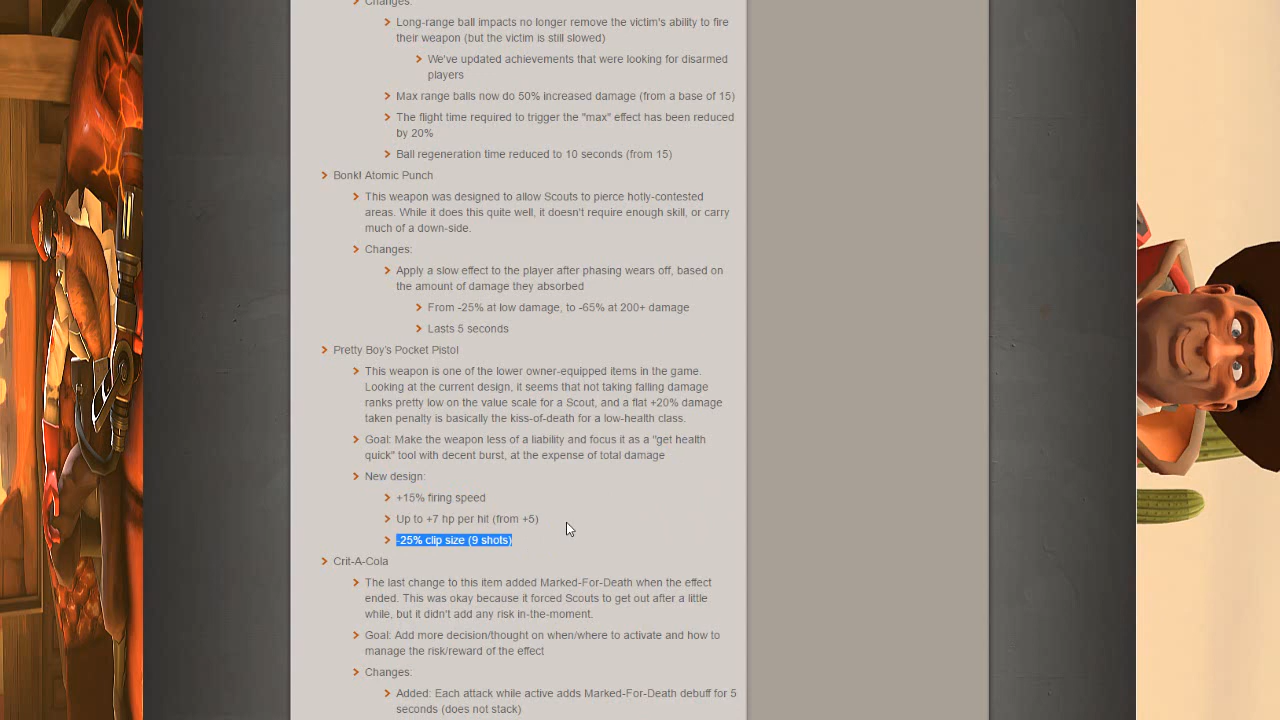 Changes:
Long-range ball impacts no longer remove the victim's ability to fire
their weapon (but the victim is still slowed)
We've updated achievements that were looking for disarmed
players
Max range balls now do 50% increased damage (from a base of 15)
The flight time required to trigger the "max" effect has been reduced
by 20%
Ball regeneration time reduced to 10 seconds (from 15)
Bonk! Atomic Punch
This weapon was designed to allow Scouts to pierce hotly-contested
areas. While it does this quite well, it doesn't require enough skill, or carry
much of a down-side.
Changes:
Apply a slow effect to the player after phasing wears off, based on
the amount of damage they absorbed
From -25% at low damage, to -65% at 200+ damage
Lasts 5 seconds
Pretty Boy's Pocket Pistol
This weapon is one of the lower owner-equipped items in the game.
Looking at the current design, it seems that not taking falling damage
ranks pretty low on the value scale for a Scout, and a flat +20% damage
taken penalty is basically the kiss-of-death for a low-health class.
Goal: Make the weapon less of a liability and focus it as a "get health
quick" tool with decent burst, at the expense of total damage
New design:
+15% firing speed
Up to +7 hp per hit (from +5)
-25% clip size (9 shots)
Crit-A-Cola
The last change to this item added Marked-For-Death when the effect
ended. This was okay because it forced Scouts to get out after a little
while, but it didn't add any risk in-the-moment.
Goal: Add more decision/thought on when/where to activate and how to
manage the risk/reward of the effect
Changes:
Added: Each attack while active adds Marked-For-Death debuff for 5
seconds (does not stack)